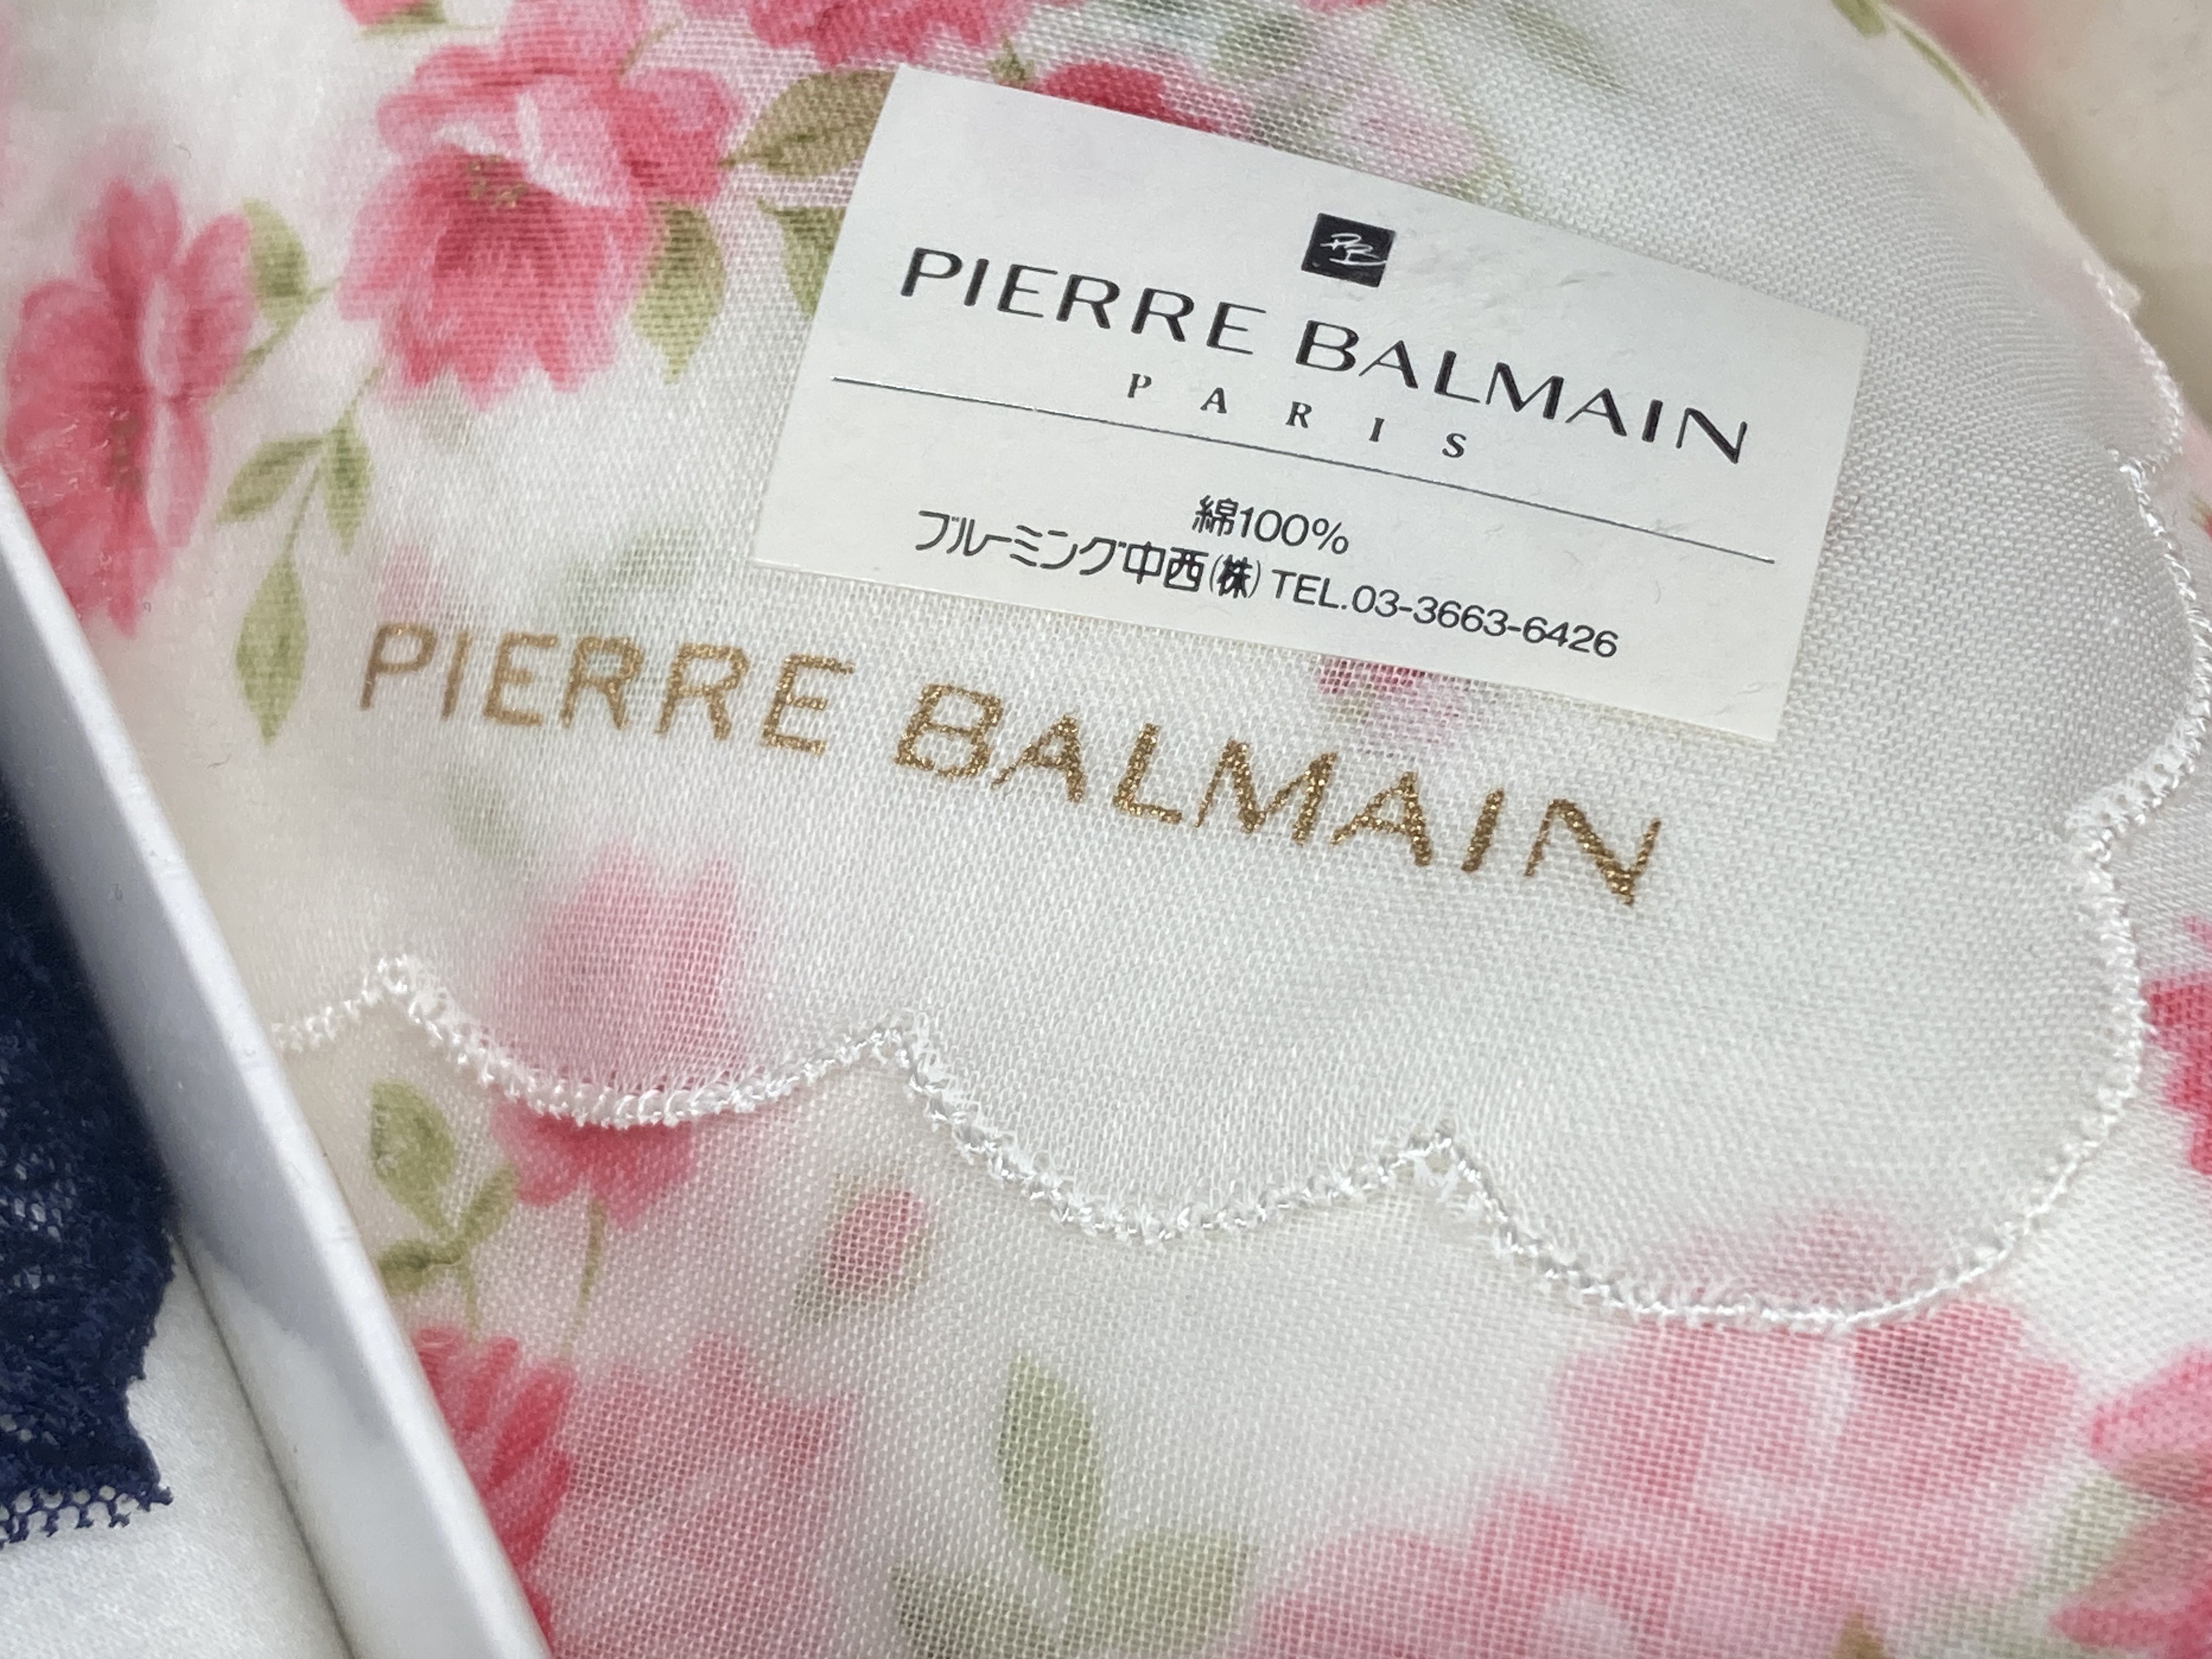 PB
PIERRE BALMAIN
PARIS
綿100%
ブルーミング中西(株) TEL.03-3663-6426
PIERRE BALMAIN